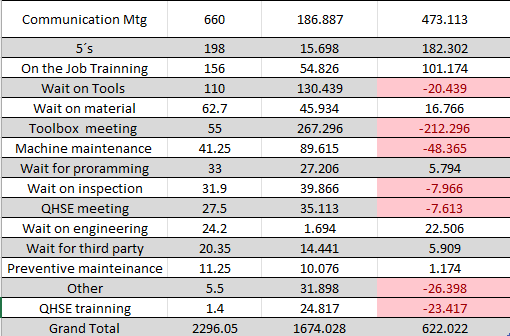 Communication Mtg 660 186.887 473.113
5´s 198 15.698 182.302
On the Job Trainning 156 54.826 101.174
Wait on Tools 110 130.439 -20.439
Wait on material 62.7 45.934 16.766
Toolbox meeting 55 267.296 -212.296
Machine maintenance 41.25 89.615 -48.365
Wait for proramming 33 27.206 5.794
Wait on inspection 31.9 39.866 -7.966
QHSE meeting 27.5 35.113 -7.613
Wait on engineering 24.2 1.694 22.506
Wait for third party 20.35 14.441 5.909
Preventive mainteinance 11.25 10.076 1.174
Other 5.5 31.898 -26.398
QHSE trainning 1.4 24.817 -23.417
Grand Total 2296.05 1674.028 622.022